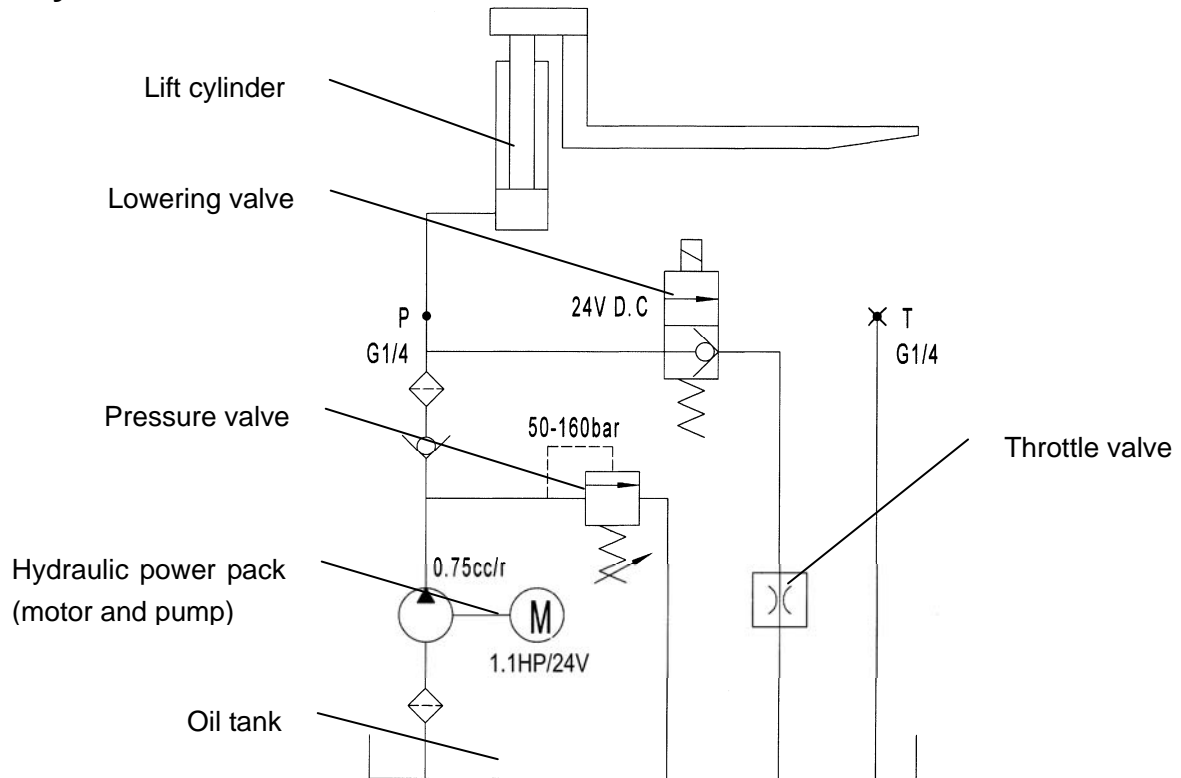 Lift cylinder
Lowering valve
24V D.C
P
T
G1/4
G1/4
Pressure valve
50-160bar
Throttle valve
Hydraulic power pack
(motor and pump)
0.75cc/r
M
1.1HP/24V
Oil tank